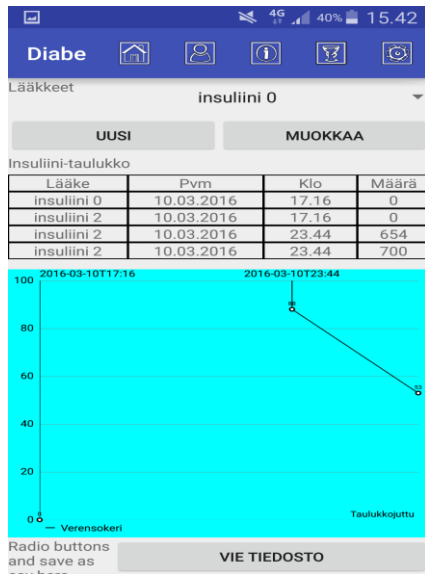 4G 40% 15.42
Diabe
Lääkkeet
insuliini 0
UUSI MUOKKAA
Insuliini-taulukko
Lääke Pvm Klo Määrä
insuliini 0 10.03.2016 17.16 0
insuliini 2 10.03.2016 17.16 0
insuliini 2 10.03.2016 23.44 654
insuliini 2 10.03.2016 23.44 700
2016-03-10T17:16 2016-03-10T23:44
100
80
88
60
53
40
20
0
Taulukkojuttu
Verensokeri
Radio buttons
and save as
VIE TIEDOSTO